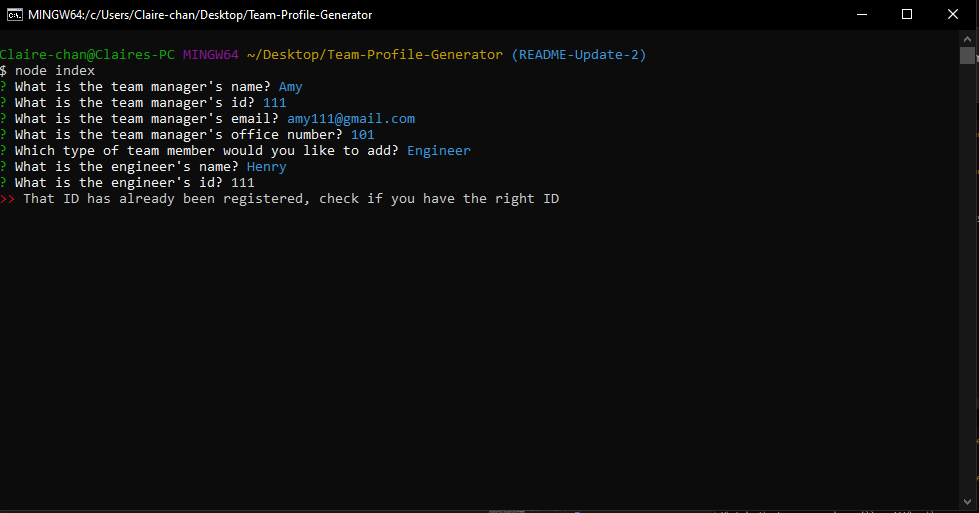 MINGW64:/c/Users/Claire-chan/Desktop/Team-Profile-Generator
Claire-chan@Claires-PC MINGW64 ~/Desktop/Team-Profile-Generator (README-Update-2)
$ node index
? What is the team manager's name? Amy
? What is the team manager's id? 111
? What is the team manager's email? amy111@gmail.com
? What is the team manager's office number? 101
? Which type of team member would you like to add? Engineer
? What is the engineer's name? Henry
? What is the engineer's id? 111
>> That ID has already been registered, check if you have the right ID